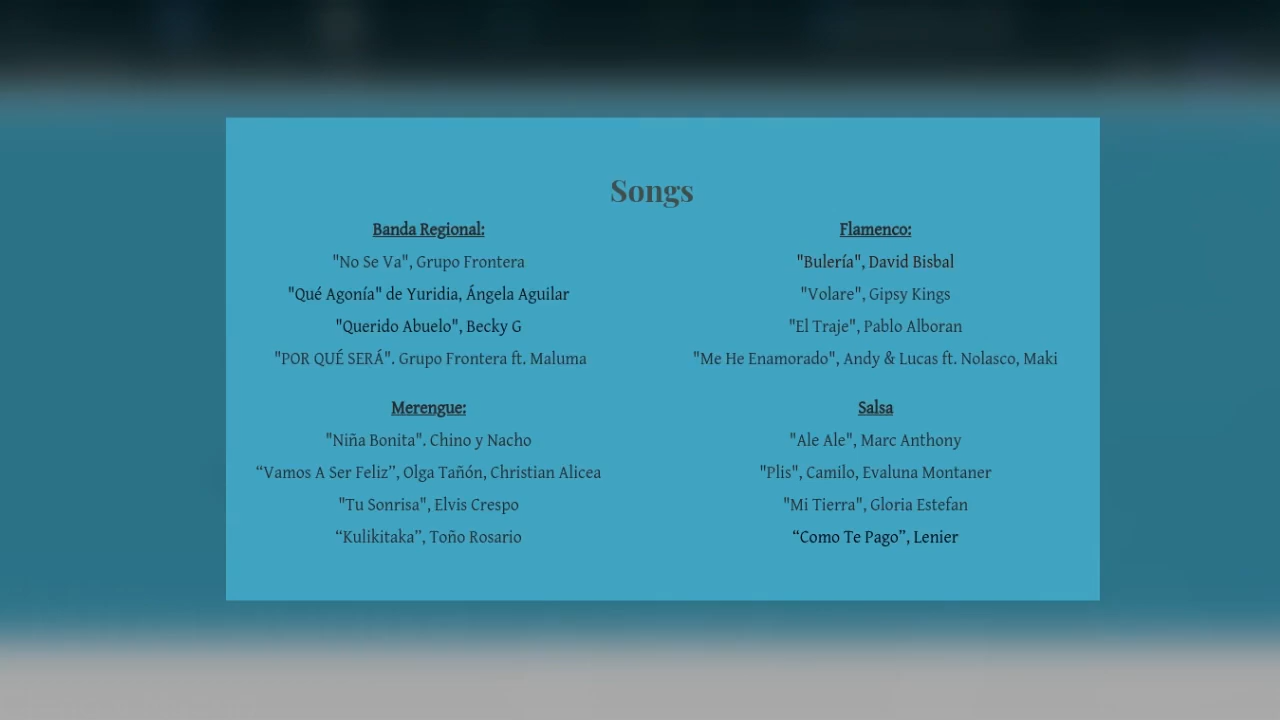 Songs
Banda Regional:
"No Se Va", Grupo Frontera
"Qué Agonía" de Yuridia, Ángela Aguilar
"Querido Abuelo", Becky G
"POR QUÉ SERÁ". Grupo Frontera ft. Maluma
Merengue:
"Niña Bonita". Chino y Nacho
“Vamos A Ser Feliz”, Olga Tañón, Christian Alicea
"Tu Sonrisa", Elvis Crespo
“Kulikitaka”, Toño Rosario
Flamenco:
"Bulería", David Bisbal
"Volare", Gipsy Kings
"El Traje", Pablo Alboran
"Me He Enamorado", Andy & Lucas ft. Nolasco, Maki
Salsa
"Ale Ale", Marc Anthony
"Plis", Camilo, Evaluna Montaner
"Mi Tierra", Gloria Estefan
“Como Te Pago”, Lenier